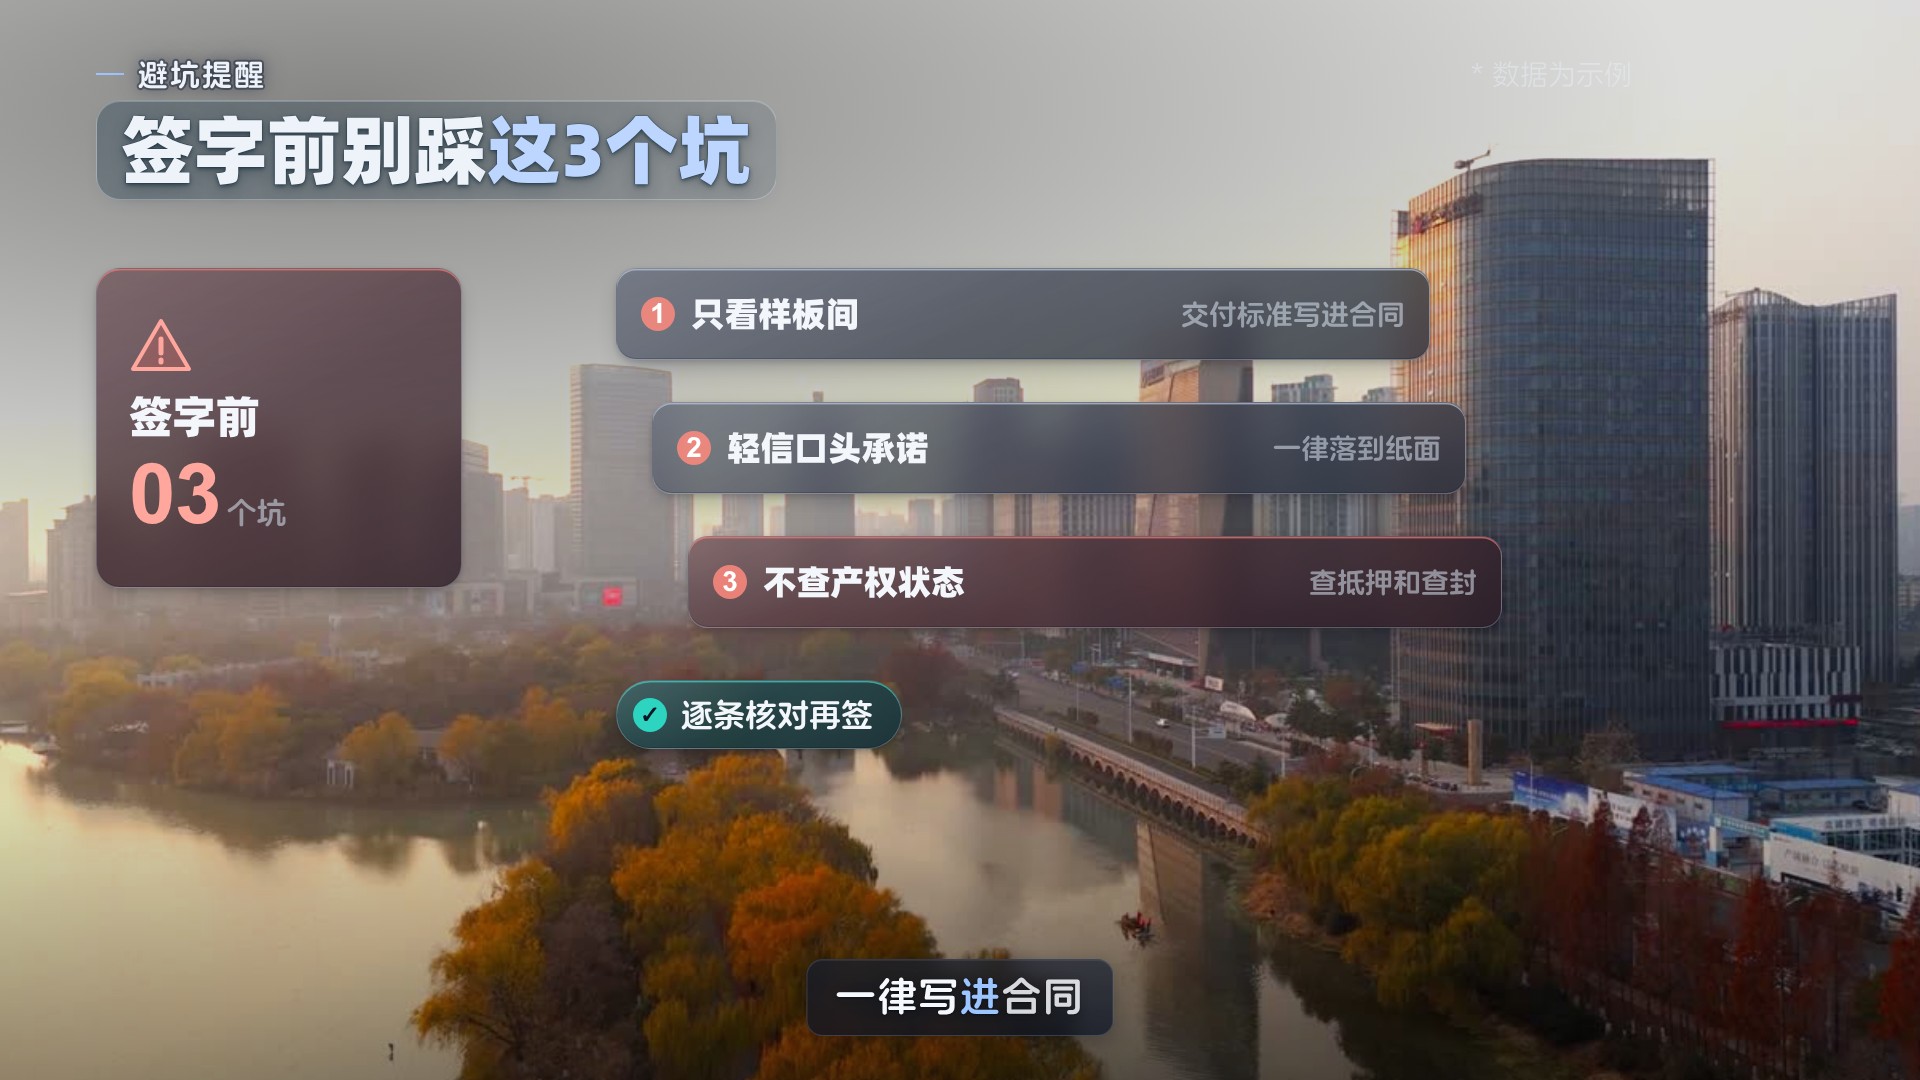 避坑提醒
* 数据为示例
签字前别踩这3个坑
签字前
03个坑
1 只看样板间 交付标准写进合同
2 轻信口头承诺 一律落到纸面
3 不查产权状态 查抵押和查封
逐条核对再签
一律写进合同